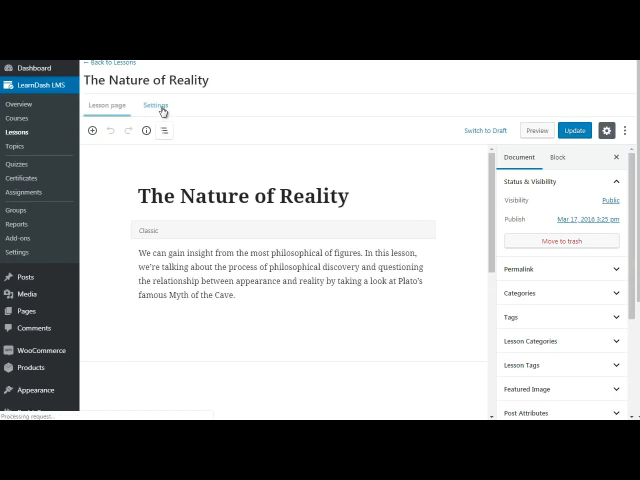 Dashboard
← Back to Lessons
LearnDash LMS
The Nature of Reality
Overview
Lesson page
Settings
Courses
Lessons
Switch to Draft
Preview
Update
Topics
Quizzes
Document
Block
Certificates
Status & Visibility
Assignments
Visibility
Public
Groups
Publish
Mar 17, 2016 3:25 pm
Reports
Move to trash
Add-ons
Settings
The Nature of Reality
Classic
We can gain insight from the most philosophical of figures. In this lesson,
we're talking about the process of philosophical discovery and questioning
the relationship between appearance and reality by taking a look at Plato's
famous Myth of the Cave.
Permalink
Categories
Tags
Lesson Categories
Lesson Tags
Featured Image
Post Attributes
Posts
Media
Pages
Comments
WooCommerce
Products
Appearance
Processing request...